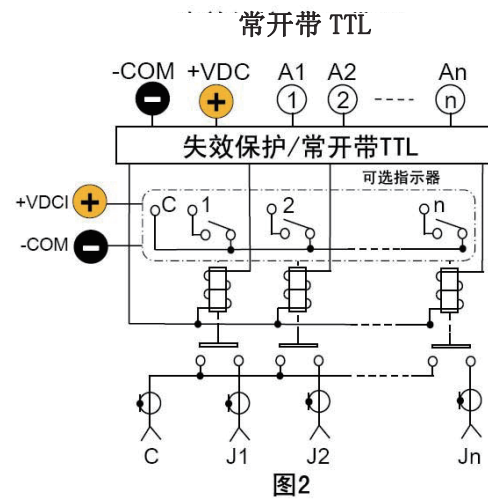 常开带 TTL
-COM +VDC A1 A2 An
1 2 n
失效保护/常开带TTL
可选指示器
+VDCI C 1 2 n
-COM
C J1 J2 Jn
图2